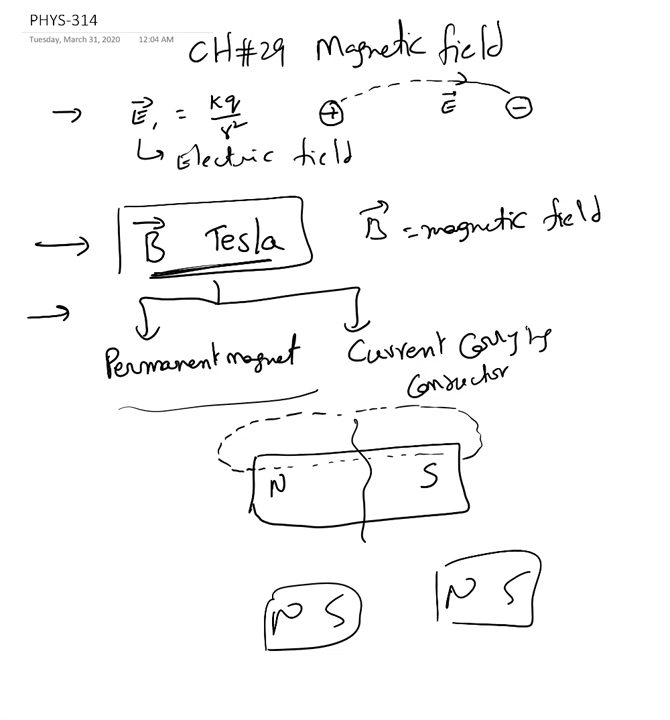 PHYS-314
Tuesday, March 31, 2020 12:04 AM
CH#29 Magnetic field
→ E⃗₁ = Kq/r² + E⃗ −
↳ Electric field
→ B⃗ Tesla B⃗ = magnetic field
→
Permanent magnet Current Carrying
Conductor
N S
N S N S